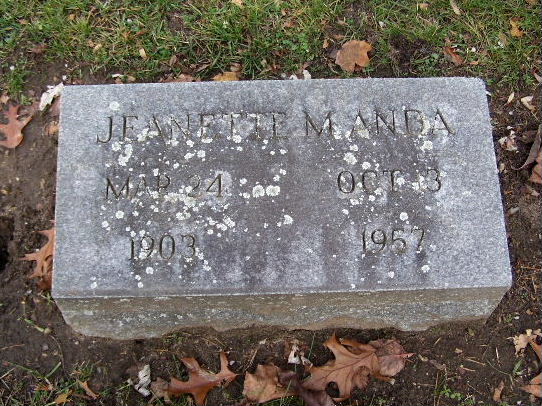 JEANETTE M. ANDA
MAR 24 OCT 3
1903 1957